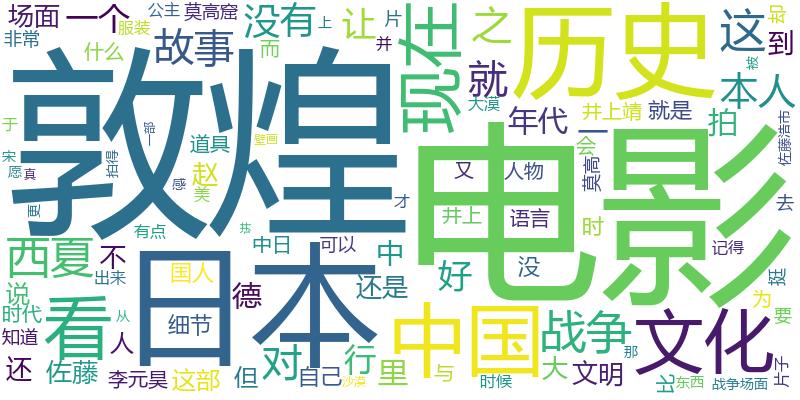 场面
一个
公主
莫高窟
没有
上
让
片
现在
之
历史
这
却
到
非常
服装
什么
故事
而
并
就
本人
被
敦煌
大漠
年代
井上靖
就是
拍
佐藤浩市
于
一部
壁画
道具
一
会
莫高
宋
愿
真
拍得
赵
感
美
电影
又
人物
去
更
才
井上
语言
时
有点
并
西夏
不
日本
中日
可以
中
记得
出来
国人
还是
好
没
挺
说
看
德
为
时代
细节
中国
战争
文化
要
从
知道
人
对
行
里
那
还
佐藤
李元昊
这部
但
自己
沙漠
与
时候
大
文明
比
东西
战争场面
片子